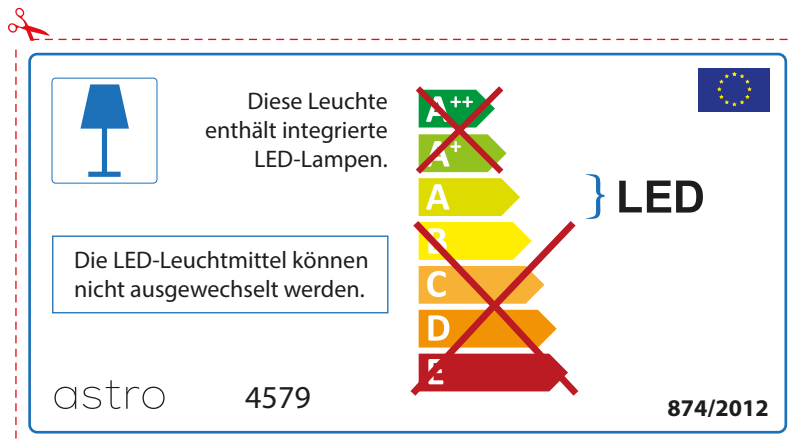 Diese Leuchte
enthält integrierte
LED-Lampen.
Die LED-Leuchtmittel können
nicht ausgewechselt werden.
A++
A+
A
B
C
D
E
LED
astro
4579
874/2012